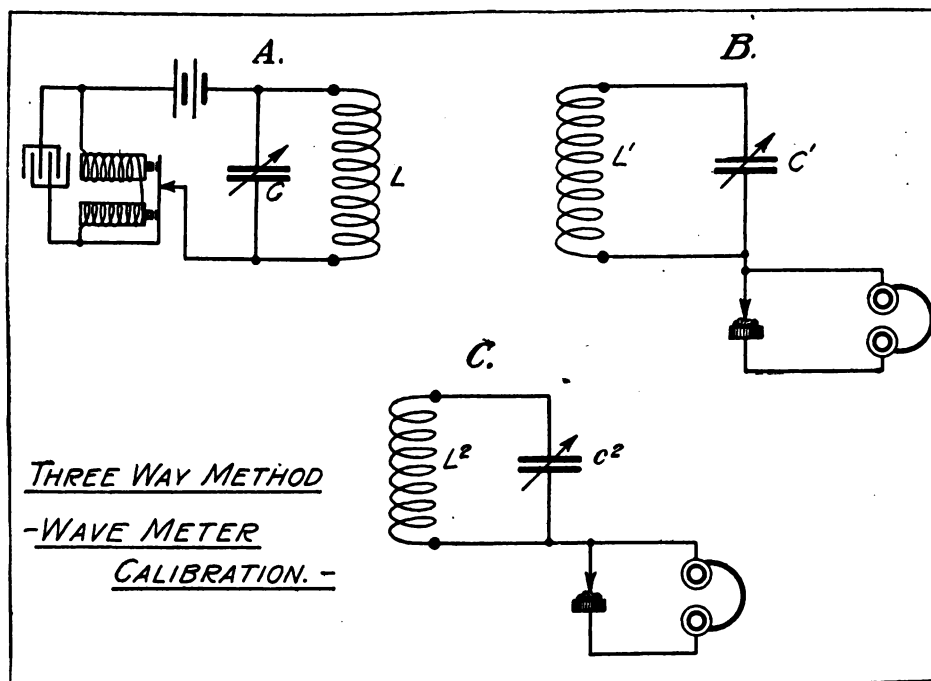 A.
B.
C
L
L'
C'
C.
L²
C²
THREE WAY METHOD
-WAVE METER
CALIBRATION.-